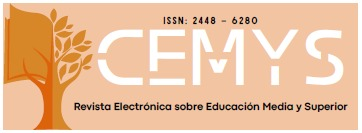 ISSN: 2448 – 6280
CEMYS
Revista Electrónica sobre Educación Media y Superior